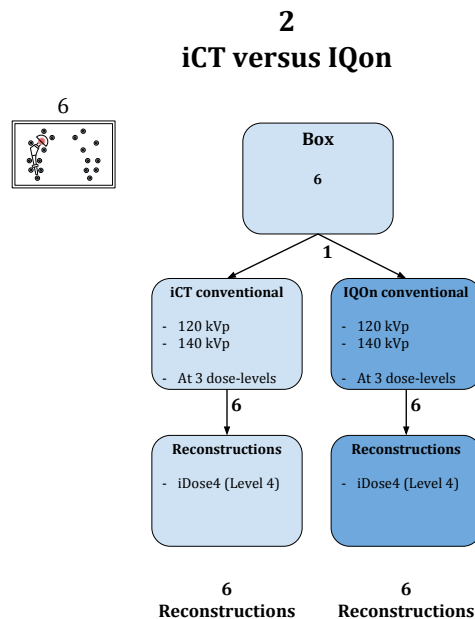 2
iCT versus IQon
6
Box
6
1
iCT conventional
- 120 kVp
- 140 kVp
- At 3 dose-levels
IQOn conventional
- 120 kVp
- 140 kVp
- At 3 dose-levels
6
6
Reconstructions
- iDose4 (Level 4)
Reconstructions
- iDose4 (Level 4)
6
Reconstructions
6
Reconstructions